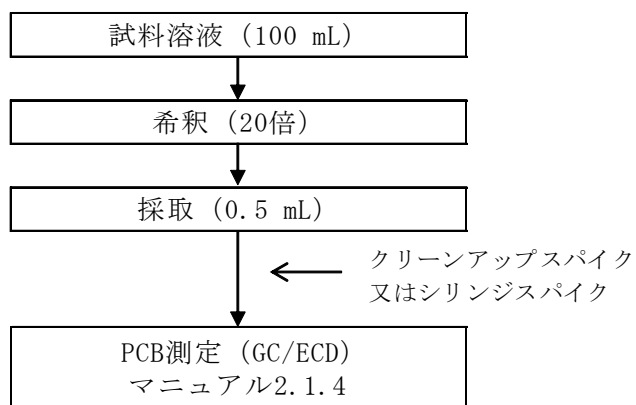 試料溶液 (100 mL)
希釈 (20倍)
採取 (0.5 mL)
クリーンアップスパイク
又はシリンジスパイク
PCB測定 (GC/ECD)
マニュアル2.1.4